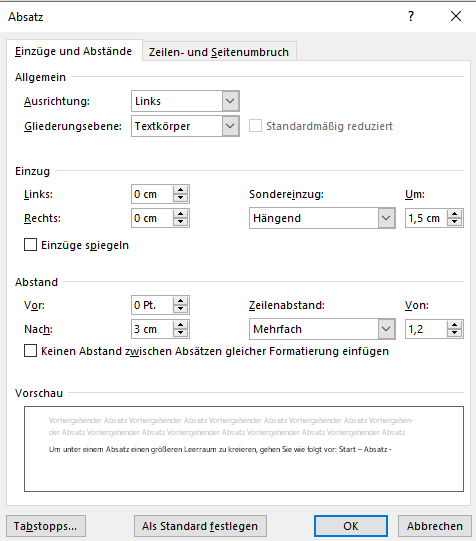 Absatz
?
Einzüge und Abstände Zeilen- und Seitenumbruch
Allgemein
Ausrichtung: Links
Gliederungsebene: Textkörper Standardmäßig reduziert
Einzug
Links: 0 cm Sondereinzug: Um:
Rechts: 0 cm Hängend 1,5 cm
Einzüge spiegeln
Abstand
Vor: 0 Pt. Zeilenabstand: Von:
Nach: 3 cm Mehrfach 1,2
Keinen Abstand zwischen Absätzen gleicher Formatierung einfügen
Vorschau
Vorhergehender Absatz Vorhergehender Absatz Vorhergehender Absatz Vorhergehender Absatz Vorhergehen-
der Absatz Vorhergehender Absatz Vorhergehender Absatz Vorhergehender Absatz Vorhergehender Absatz
Um unter einem Absatz einen größeren Leerraum zu kreieren, gehen Sie wie folgt vor: Start – Absatz -
Tabstopps... Als Standard festlegen OK Abbrechen